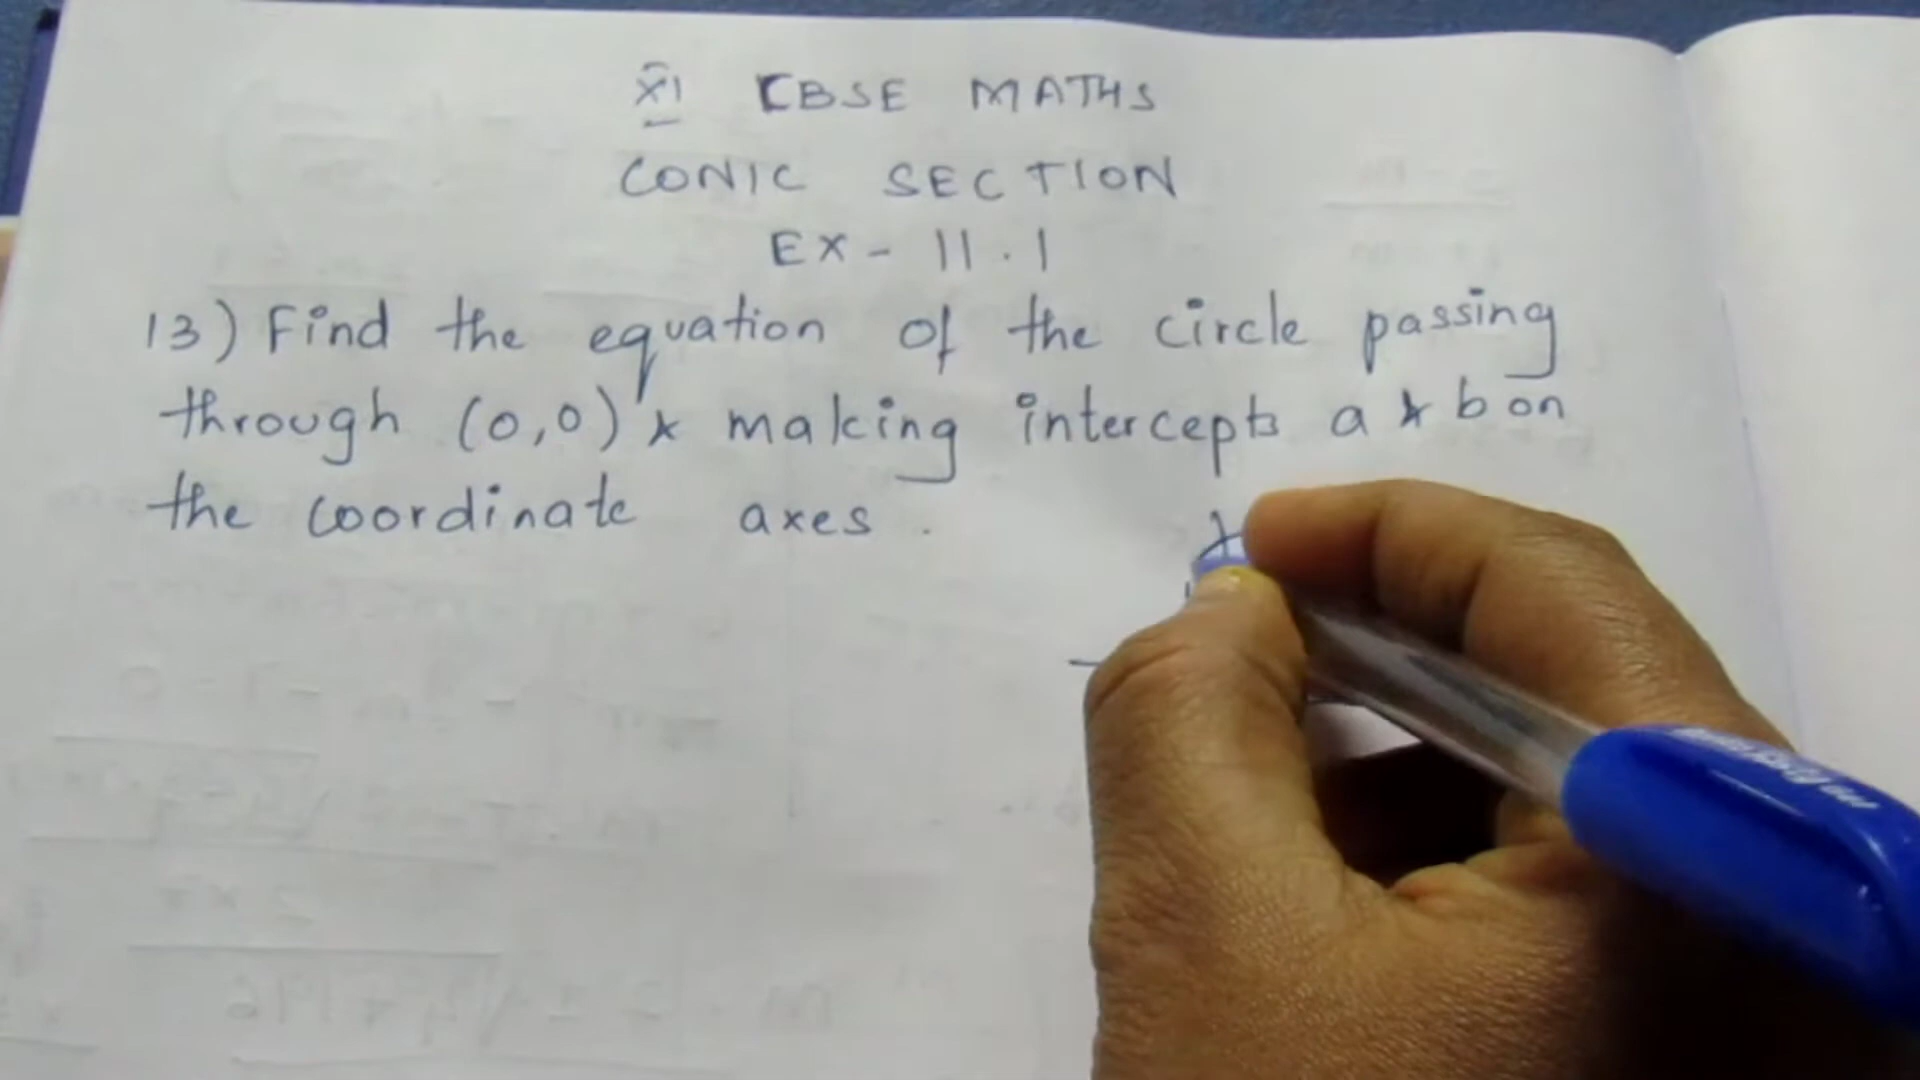 XI CBSE MATHS
CONIC SECTION
EX - 11.1
13) Find the equation of the circle passing
through (0,0) & making intercepts a & b on
the coordinate axes.